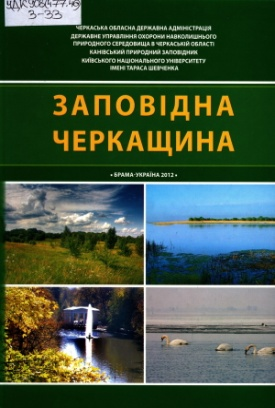 УДК 908(477.46)
З-33
ЧЕРКАСЬКА ОБЛАСНА ДЕРЖАВНА АДМІНІСТРАЦІЯ
ДЕРЖАВНЕ УПРАВЛІННЯ ОХОРОНИ НАВКОЛИШНЬОГО
ПРИРОДНОГО СЕРЕДОВИЩА В ЧЕРКАСЬКІЙ ОБЛАСТІ
КАНІВСЬКИЙ ПРИРОДНИЙ ЗАПОВІДНИК
КИЇВСЬКОГО НАЦІОНАЛЬНОГО УНІВЕРСИТЕТУ
ІМЕНІ ТАРАСА ШЕВЧЕНКА
ЗАПОВІДНА
ЧЕРКАЩИНА
• БРАМА-УКРАЇНА 2012 •